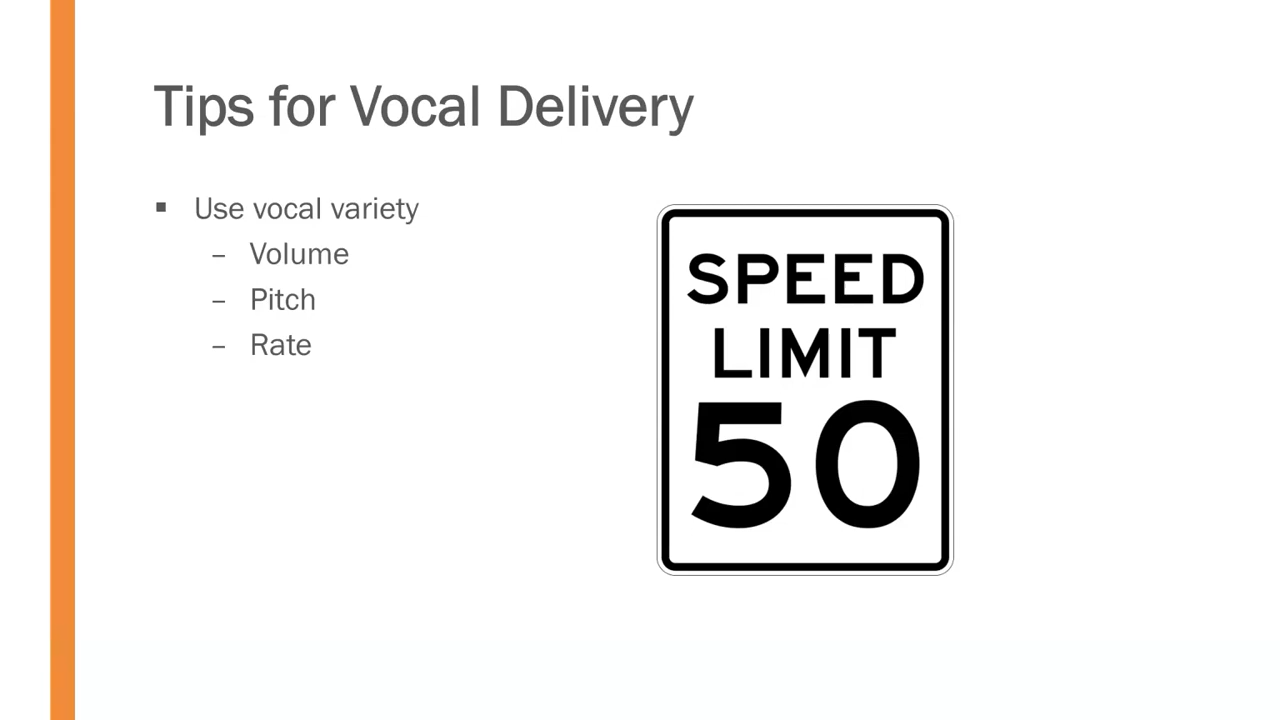 Tips for Vocal Delivery
▪ Use vocal variety
– Volume
– Pitch
– Rate
SPEED
LIMIT
50